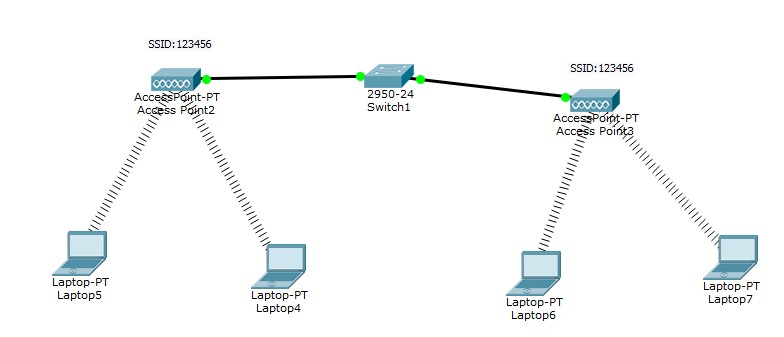 SSID:123456
AccessPoint-PT
Access Point2
2950-24
Switch1
SSID:123456
AccessPoint-PT
Access Point3
Laptop-PT
Laptop5
Laptop-PT
Laptop4
Laptop-PT
Laptop6
Laptop-PT
Laptop7